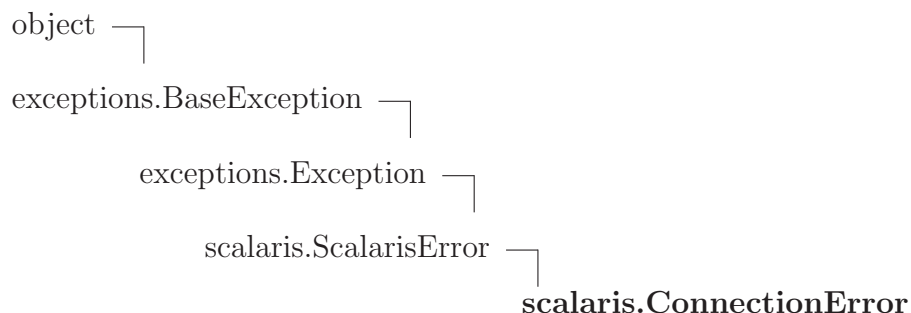 object
exceptions.BaseException
exceptions.Exception
scalaris.ScalarisError
scalaris.ConnectionError